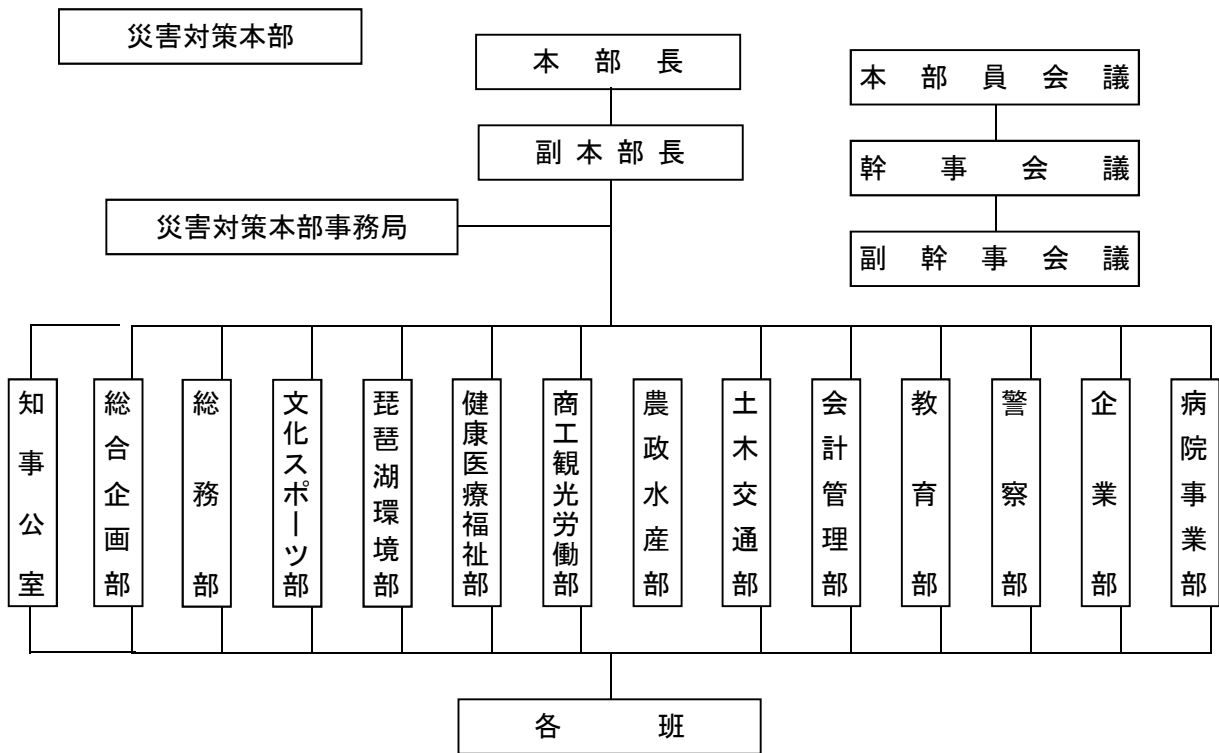 災害対策本部
本部長
本部員会議
副本部長
幹事会議
災害対策本部事務局
副幹事会議
知事公室
総合企画部
総務部
文化スポーツ部
琵琶湖環境部
健康医療福祉部
商工観光労働部
農政水産部
土木交通部
会計管理部
教育部
警察部
企業部
病院事業部
各班